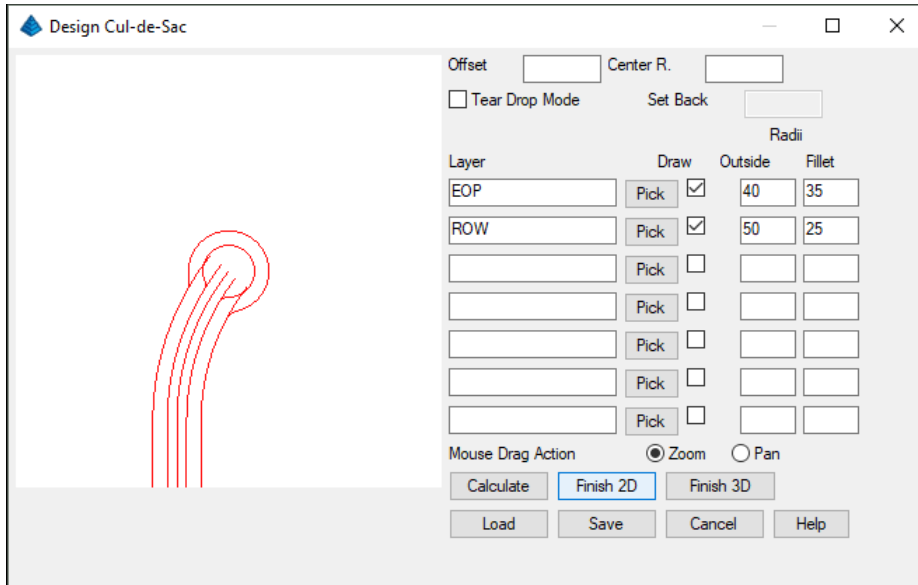 Design Cul-de-Sac
Offset Center R.
Tear Drop Mode Set Back
Radii
Layer Draw Outside Fillet
EOP Pick 40 35
ROW Pick 50 25
Pick
Pick
Pick
Pick
Pick
Mouse Drag Action Zoom Pan
Calculate Finish 2D Finish 3D
Load Save Cancel Help